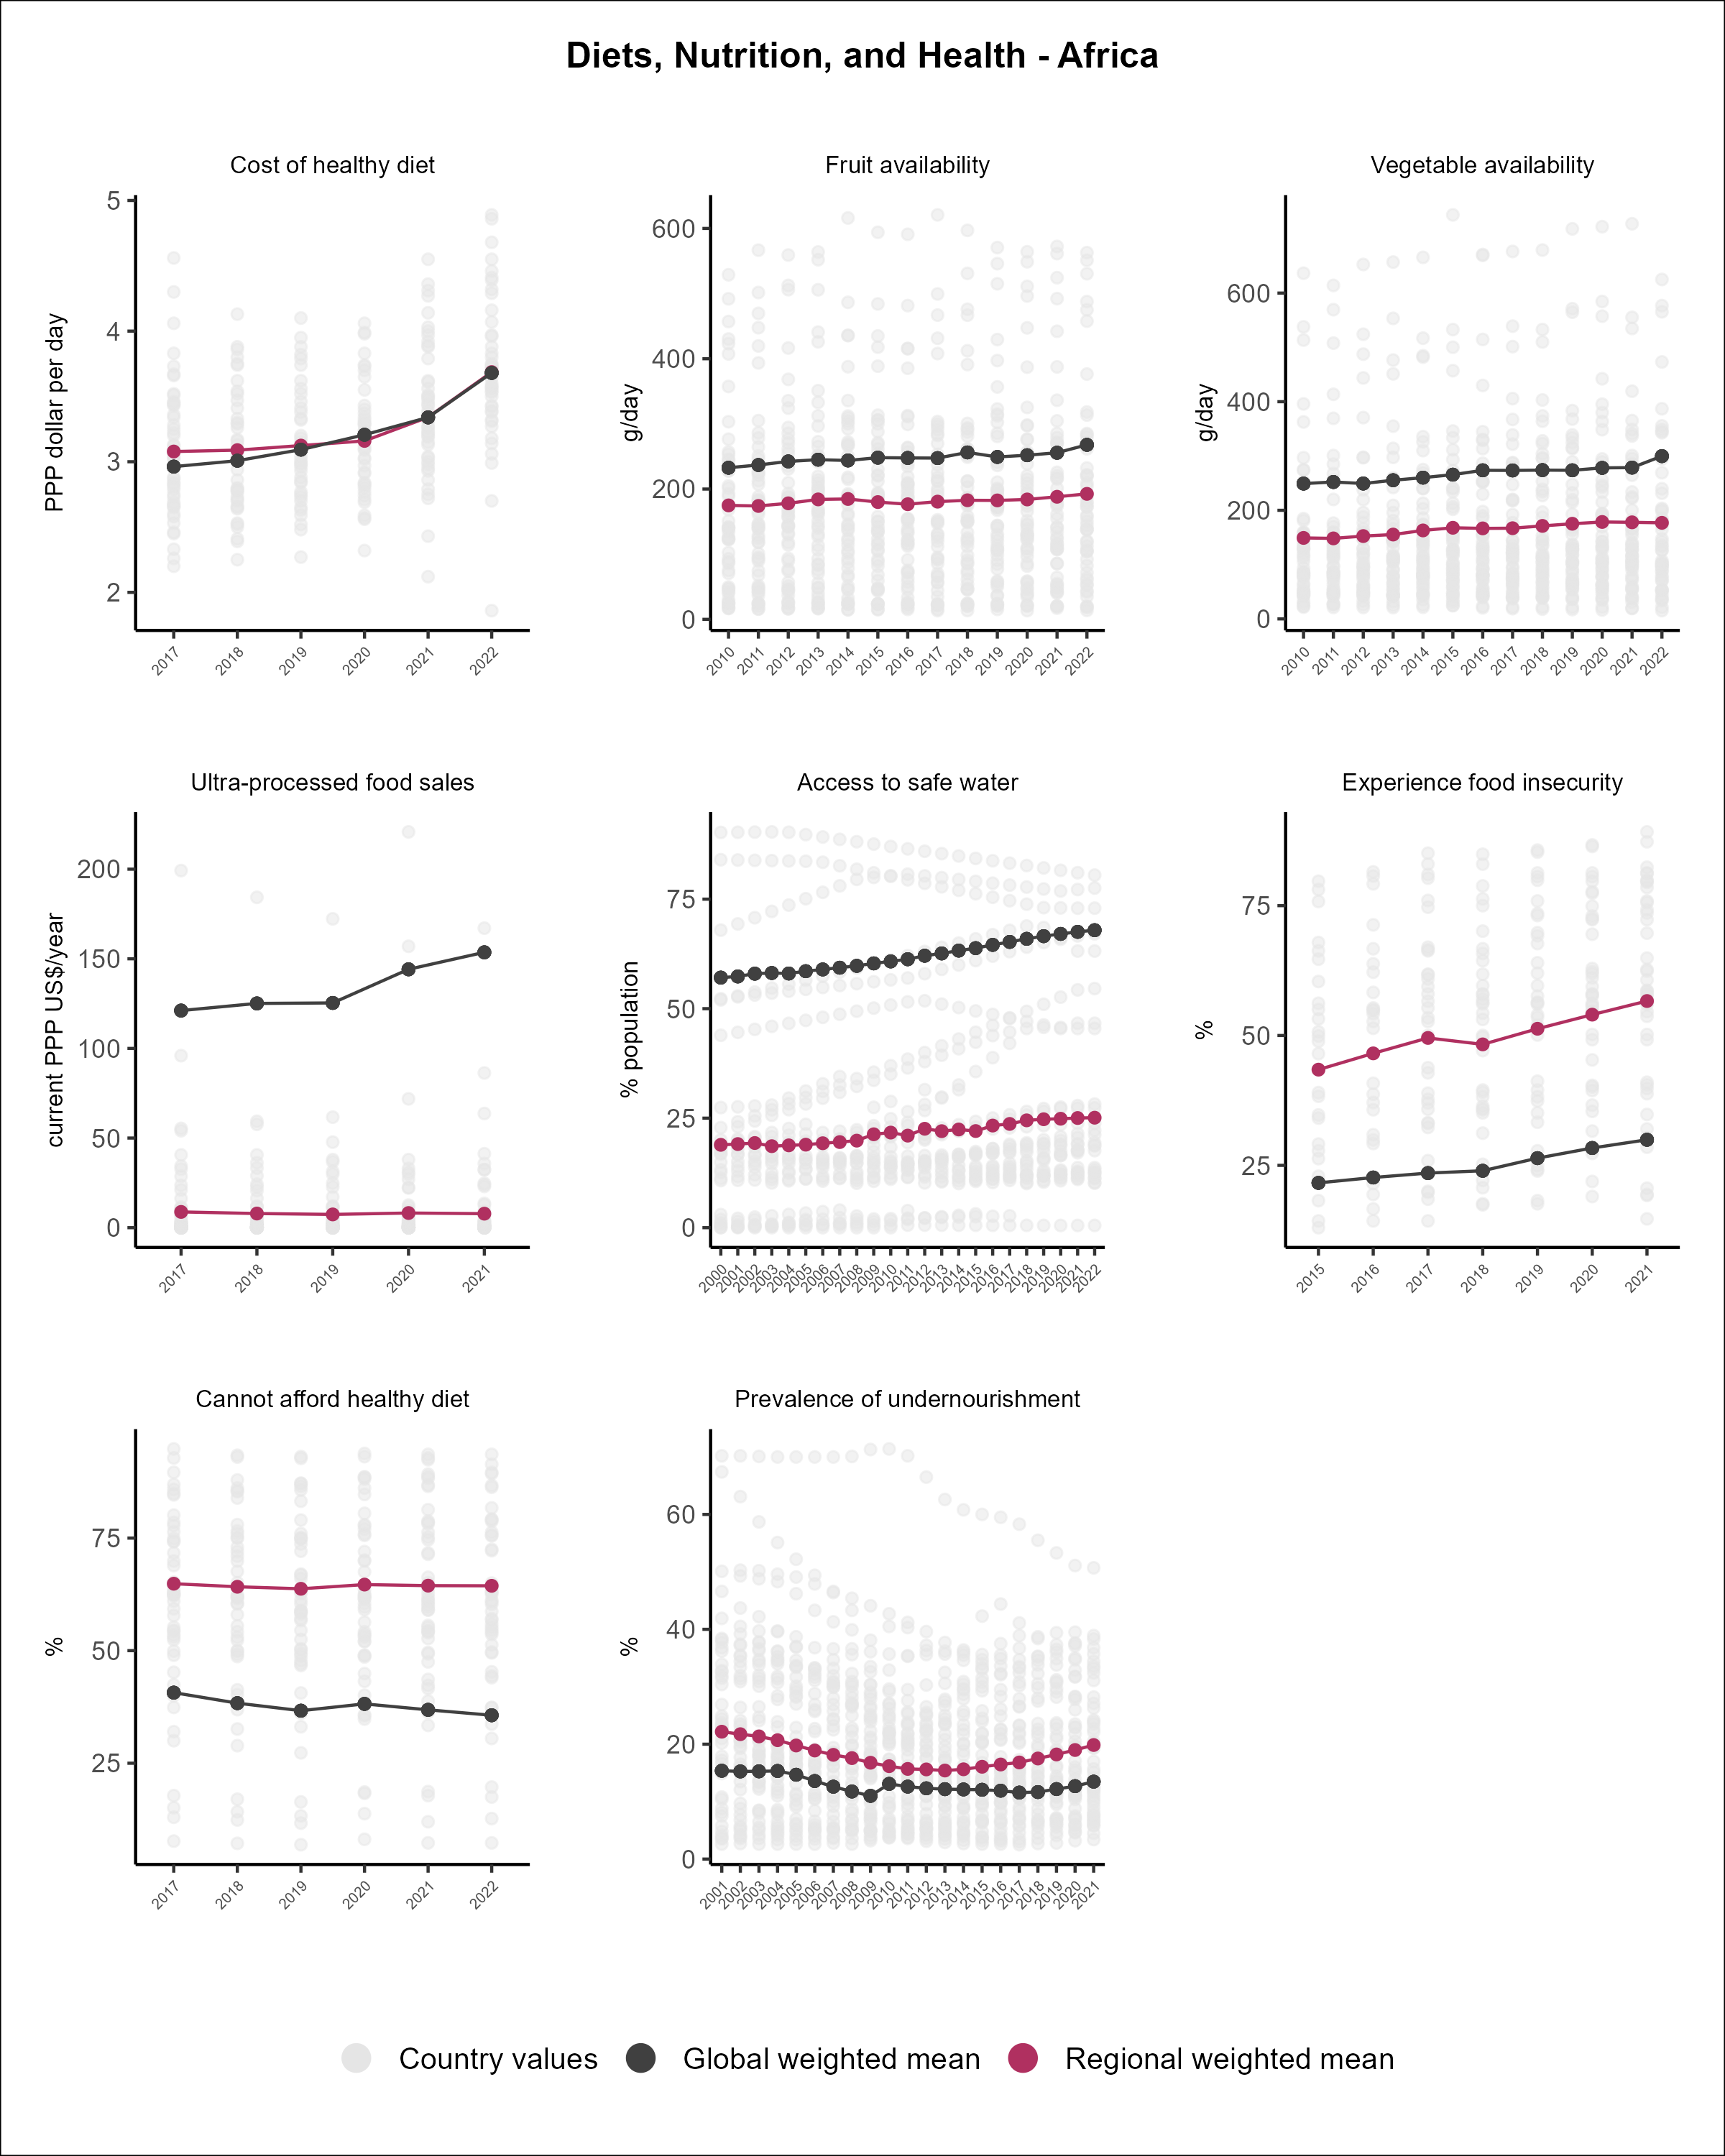 Diets, Nutrition, and Health - Africa
Cost of healthy diet
PPP dollar per day
5
4
3
2
2017 2018 2019 2020 2021 2022
Fruit availability
g/day
600
400
200
0
2010 2011 2012 2013 2014 2015 2016 2017 2018 2019 2020 2021 2022
Vegetable availability
g/day
600
400
200
0
2010 2011 2012 2013 2014 2015 2016 2017 2018 2019 2020 2021 2022
Ultra-processed food sales
current PPP US$/year
200
150
100
50
0
2017 2018 2019 2020 2021
Access to safe water
% population
75
50
25
0
2000 2001 2002 2003 2004 2005 2006 2007 2008 2009 2010 2011 2012 2013 2014 2015 2016 2017 2018 2019 2020 2021 2022
Experience food insecurity
%
75
50
25
2015 2016 2017 2018 2019 2020 2021
Cannot afford healthy diet
%
75
50
25
2017 2018 2019 2020 2021 2022
Prevalence of undernourishment
%
60
40
20
0
2001 2002 2003 2004 2005 2006 2007 2008 2009 2010 2011 2012 2013 2014 2015 2016 2017 2018 2019 2020 2021
Country values Global weighted mean Regional weighted mean